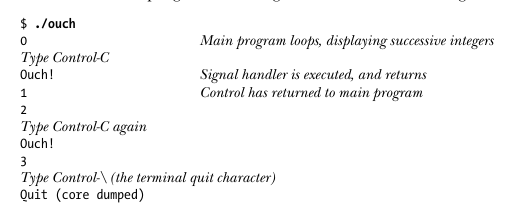 $ ./ouch
0 Main program loops, displaying successive integers
Type Control-C
Ouch! Signal handler is executed, and returns
1 Control has returned to main program
2
Type Control-C again
Ouch!
3
Type Control-\ (the terminal quit character)
Quit (core dumped)